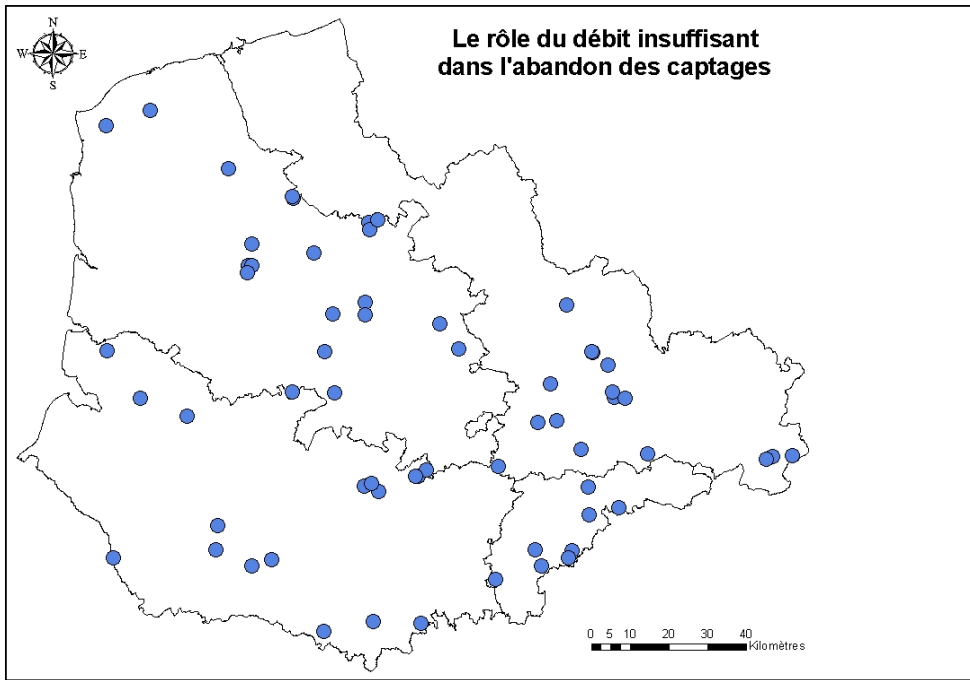 Le rôle du débit insuffisant
dans l'abandon des captages
N
W E
S
0 5 10 20 30 40
Kilomètres